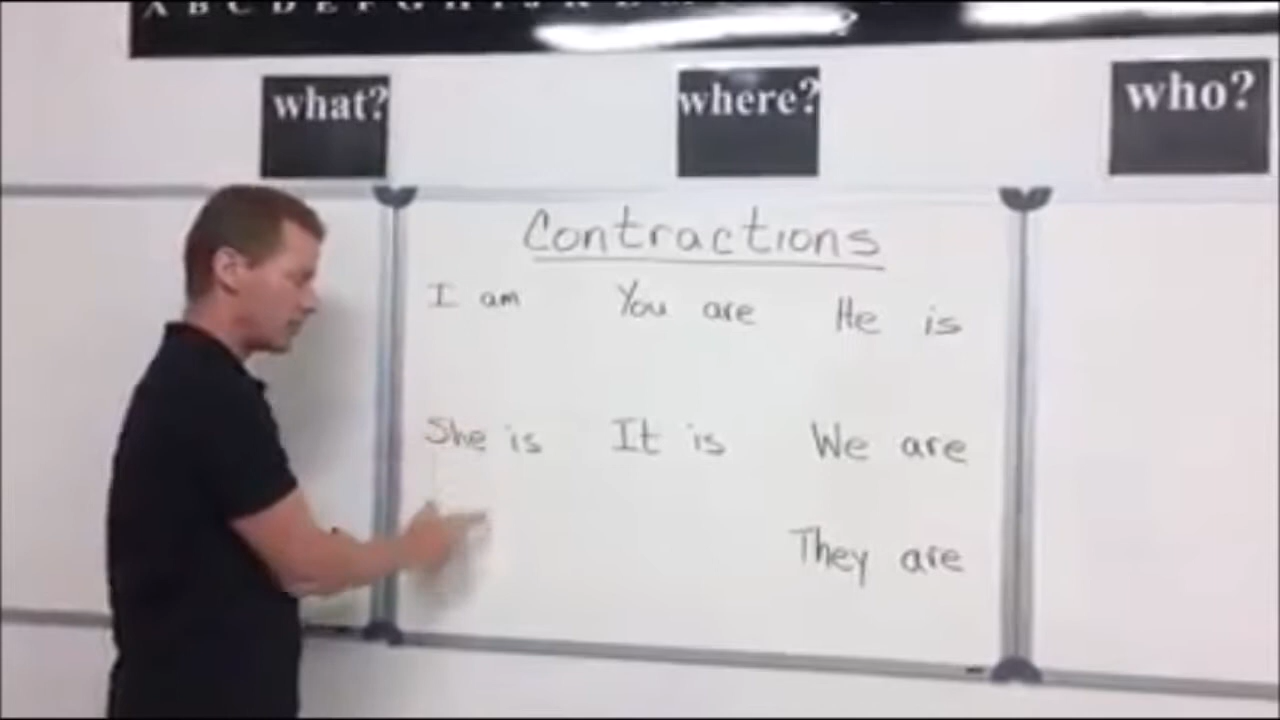 A B C D E F G H I J K
what? where? who?
Contractions
I am You are He is
She is It is We are
They are